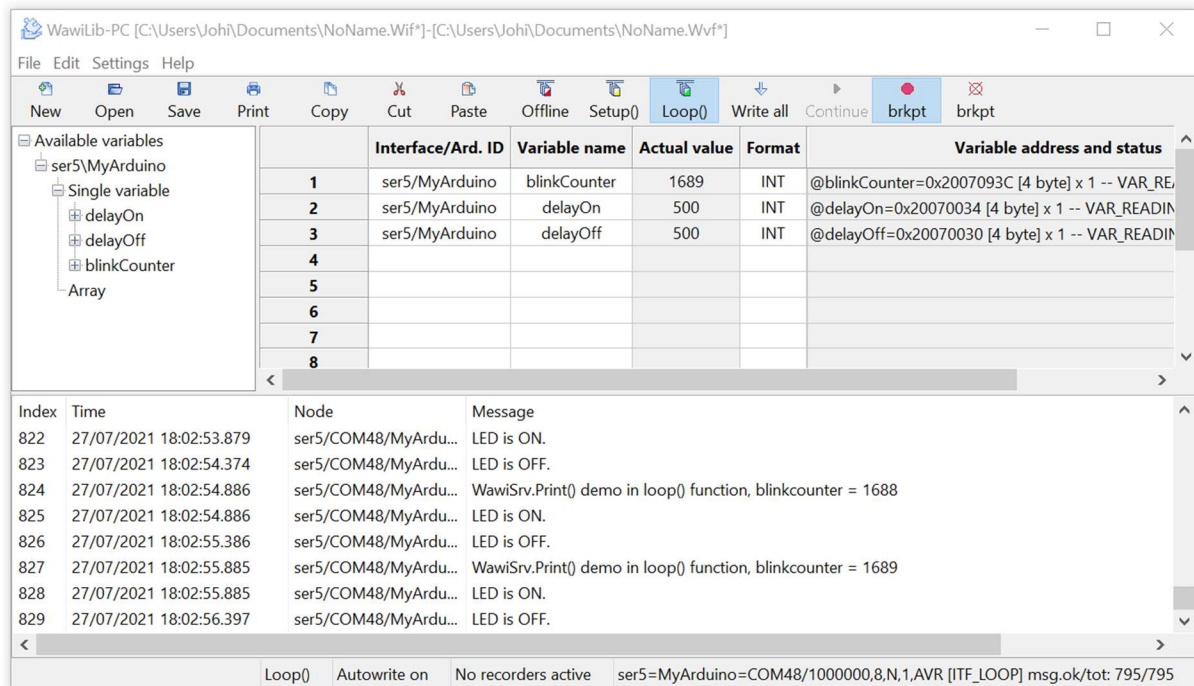 WawiLib-PC [C:\Users\Johi\Documents\NoName.Wif*]-[C:\Users\Johi\Documents\NoName.Wvf*]
File Edit Settings Help
New Open Save Print Copy Cut Paste Offline Setup() Loop() Write all Continue brkpt brkpt
Available variables
ser5\MyArduino
Single variable
delayOn
delayOff
blinkCounter
Array
Interface/Ard. ID Variable name Actual value Format Variable address and status
1 ser5/MyArduino blinkCounter 1689 INT @blinkCounter=0x2007093C [4 byte] x 1 -- VAR_REA
2 ser5/MyArduino delayOn 500 INT @delayOn=0x20070034 [4 byte] x 1 -- VAR_READIN
3 ser5/MyArduino delayOff 500 INT @delayOff=0x20070030 [4 byte] x 1 -- VAR_READIN
4
5
6
7
8
Index Time Node Message
822 27/07/2021 18:02:53.879 ser5/COM48/MyArdu... LED is ON.
823 27/07/2021 18:02:54.374 ser5/COM48/MyArdu... LED is OFF.
824 27/07/2021 18:02:54.886 ser5/COM48/MyArdu... WawiSrv.Print() demo in loop() function, blinkcounter = 1688
825 27/07/2021 18:02:54.886 ser5/COM48/MyArdu... LED is ON.
826 27/07/2021 18:02:55.386 ser5/COM48/MyArdu... LED is OFF.
827 27/07/2021 18:02:55.885 ser5/COM48/MyArdu... WawiSrv.Print() demo in loop() function, blinkcounter = 1689
828 27/07/2021 18:02:55.885 ser5/COM48/MyArdu... LED is ON.
829 27/07/2021 18:02:56.397 ser5/COM48/MyArdu... LED is OFF.
Loop() Autowrite on No recorders active ser5=MyArduino=COM48/1000000,8,N,1,AVR [ITF_LOOP] msg.ok/tot: 795/795